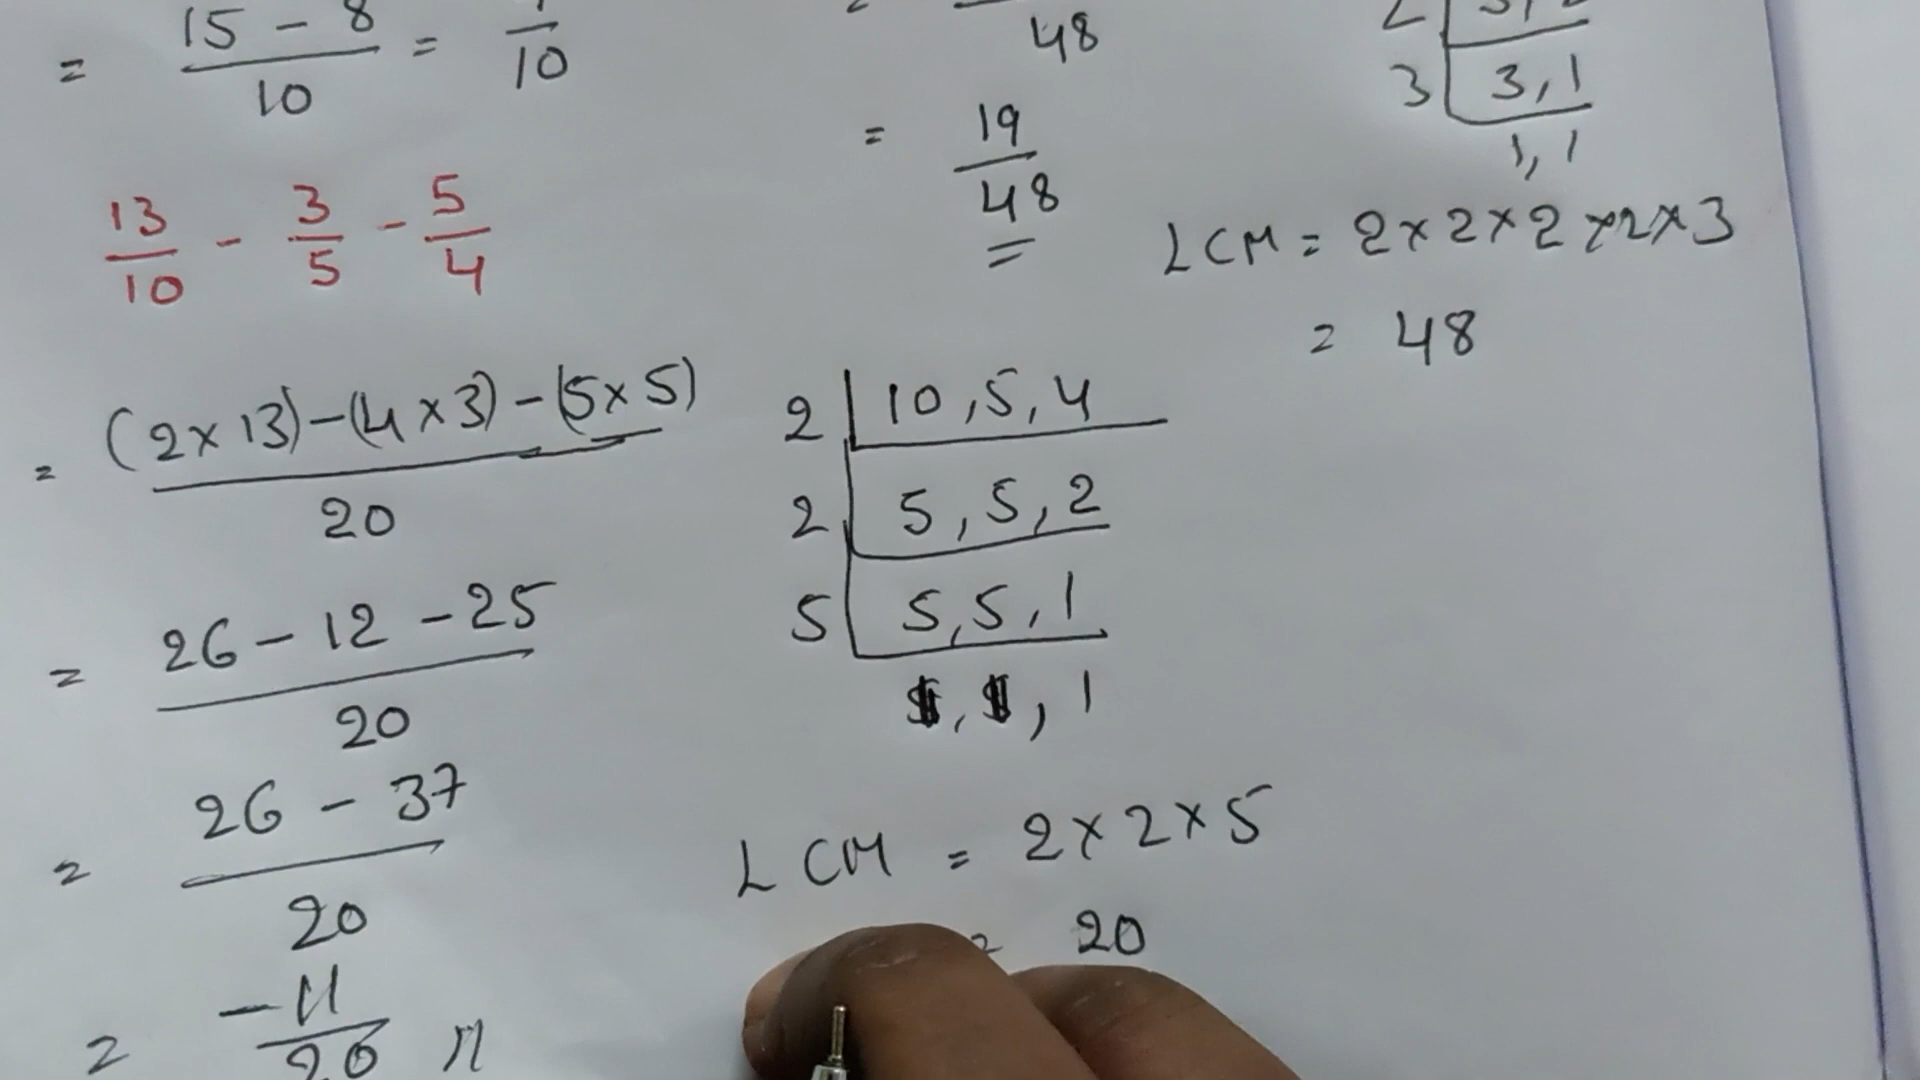 = 15 - 8 / 10 = 7 / 10
48
= 19 / 48
3 | 3, 1
1, 1
LCM = 2 × 2 × 2 × 2 × 3
= 48
13/10 - 3/5 - 5/4
= (2 × 13) - (4 × 3) - (5 × 5) / 20
= 26 - 12 - 25 / 20
= 26 - 37 / 20
= -11 / 20
2 | 10, 5, 4
2 | 5, 5, 2
5 | 5, 5, 1
1, 1, 1
LCM = 2 × 2 × 5
= 20